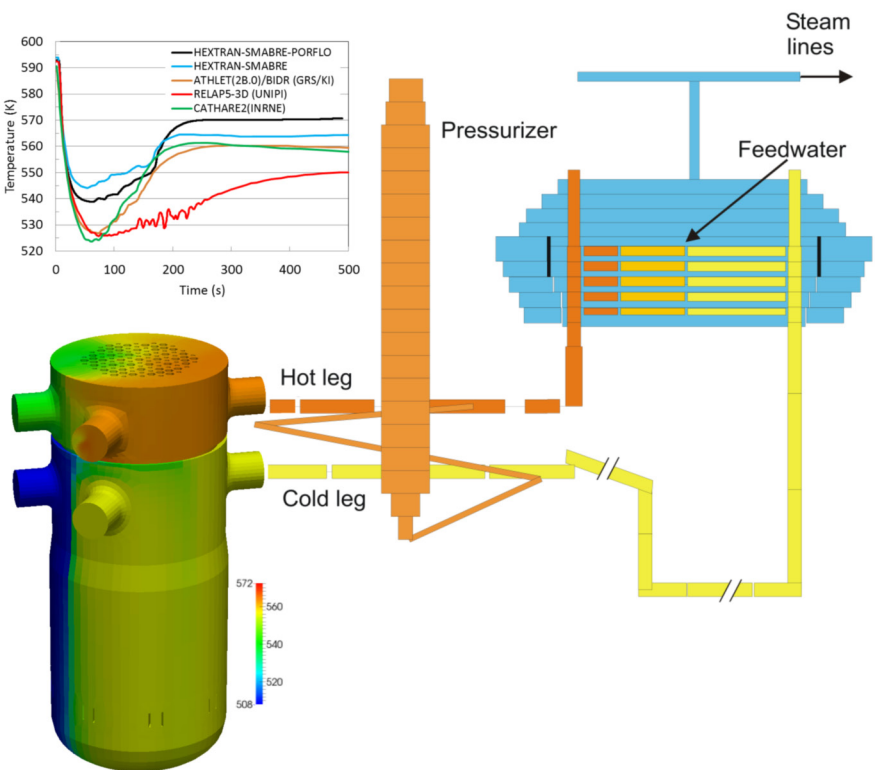 600
590
580
570
560
550
540
530
520
Temperature (K)
0
100
200
300
400
500
Time (s)
HEXTRAN-SMABRE-PORFLO
HEXTRAN-SMABRE
ATHLET(2B.0)/BIDR (GRS/KI)
RELAP5-3D (UNIPI)
CATHARE2(INRNE)
Steam
lines
Pressurizer
Feedwater
Hot leg
Cold leg
572
560
540
520
508